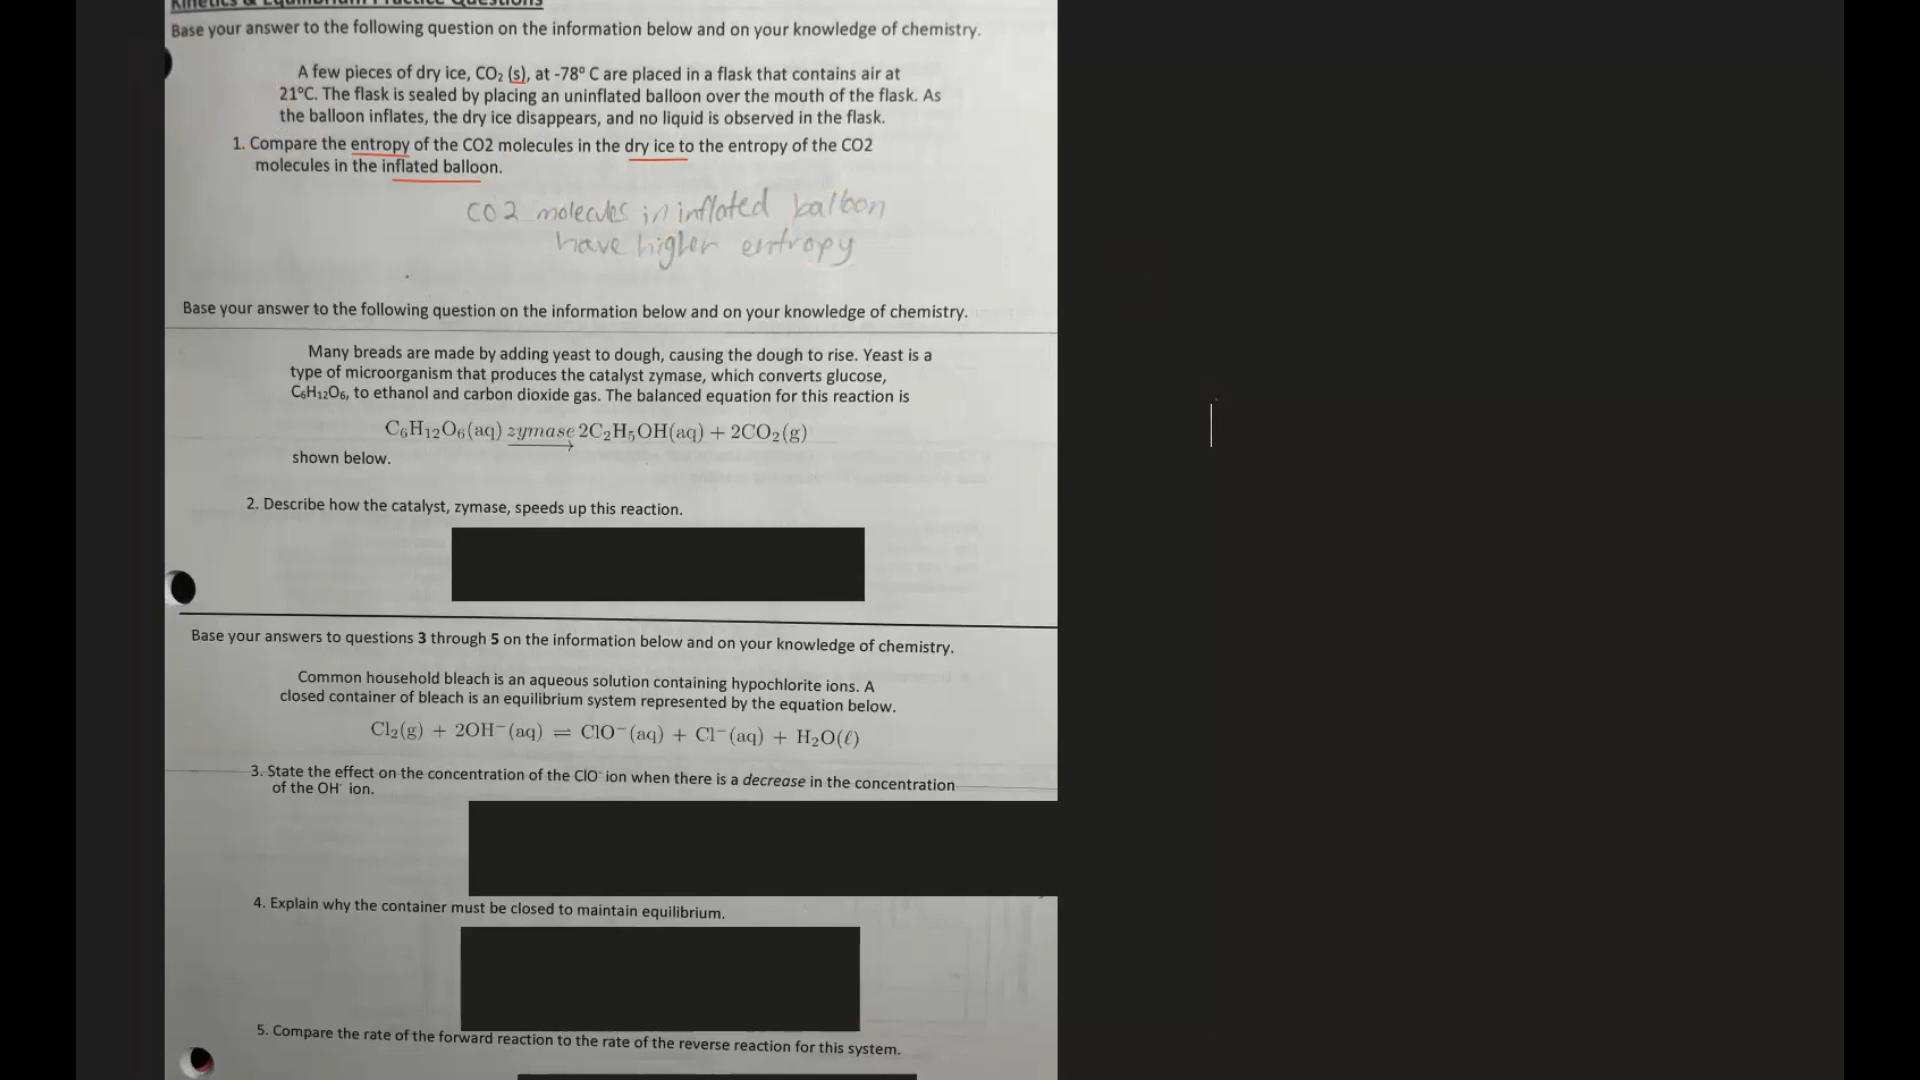 Kinetics & Equilibrium Practice Questions
Base your answer to the following question on the information below and on your knowledge of chemistry.
A few pieces of dry ice, CO₂ (s), at -78º C are placed in a flask that contains air at
21ºC. The flask is sealed by placing an uninflated balloon over the mouth of the flask. As
the balloon inflates, the dry ice disappears, and no liquid is observed in the flask.
1. Compare the entropy of the CO2 molecules in the dry ice to the entropy of the CO2
molecules in the inflated balloon.
CO2 molecules in inflated balloon
have higher entropy
Base your answer to the following question on the information below and on your knowledge of chemistry.
Many breads are made by adding yeast to dough, causing the dough to rise. Yeast is a
type of microorganism that produces the catalyst zymase, which converts glucose,
C₆H₁₂O₆, to ethanol and carbon dioxide gas. The balanced equation for this reaction is
C₆H₁₂O₆(aq) zymase→ 2C₂H₅OH(aq) + 2CO₂(g)
shown below.
2. Describe how the catalyst, zymase, speeds up this reaction.
Base your answers to questions 3 through 5 on the information below and on your knowledge of chemistry.
Common household bleach is an aqueous solution containing hypochlorite ions. A
closed container of bleach is an equilibrium system represented by the equation below.
Cl₂(g) + 2OH⁻(aq) ⇌ ClO⁻(aq) + Cl⁻(aq) + H₂O(ℓ)
3. State the effect on the concentration of the ClO⁻ ion when there is a decrease in the concentration
of the OH⁻ ion.
4. Explain why the container must be closed to maintain equilibrium.
5. Compare the rate of the forward reaction to the rate of the reverse reaction for this system.